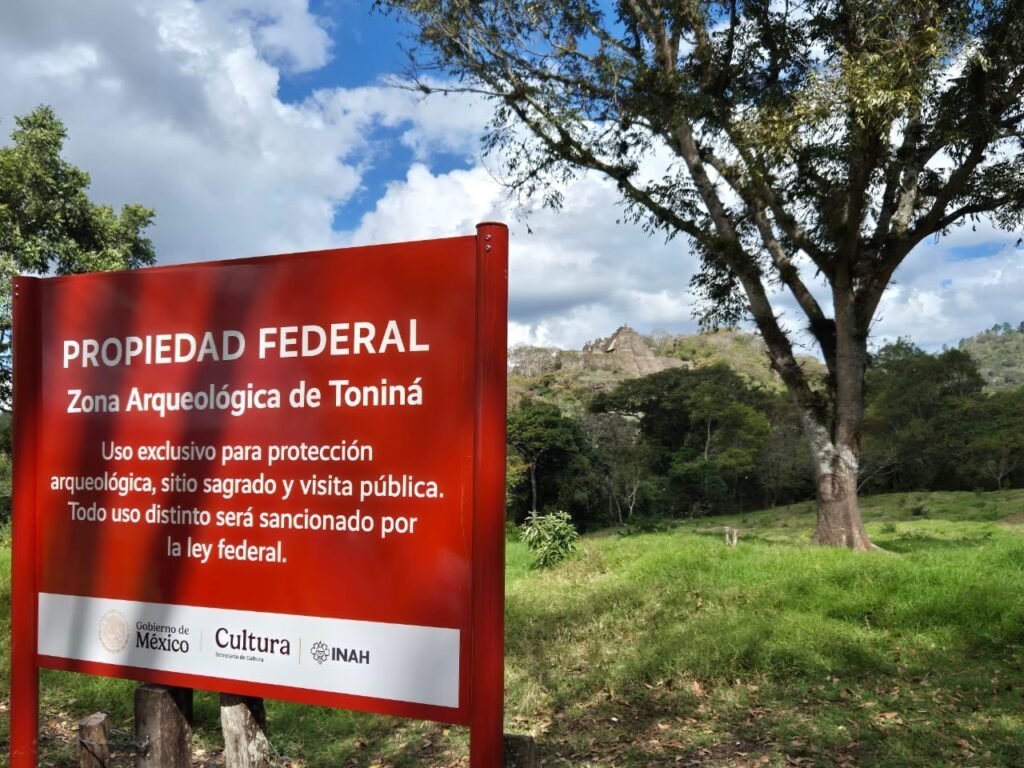 PROPIEDAD FEDERAL
Zona Arqueológica de Toniná
Uso exclusivo para protección
arqueológica, sitio sagrado y visita pública.
Todo uso distinto será sancionado por
la ley federal.
Gobierno de
México
Cultura
Secretaría de Cultura
INAH